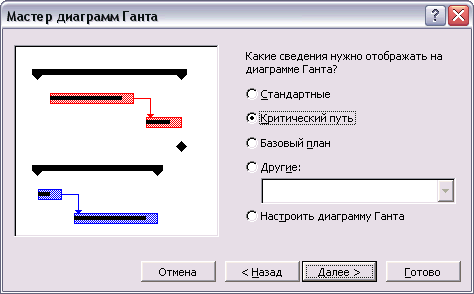 Мастер диаграмм Ганта
Какие сведения нужно отображать на
диаграмме Ганта?
Стандартные
Критический путь
Базовый план
Другие:
Настроить диаграмму Ганта
Отмена
< Назад
Далее >
Готово